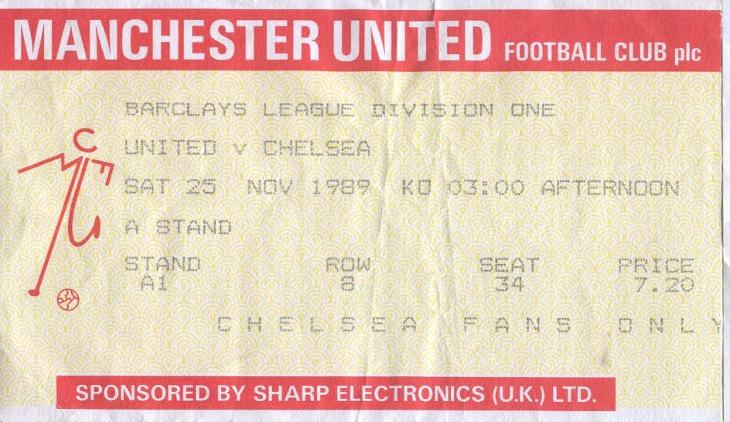 MANCHESTER UNITED FOOTBALL CLUB plc
BARCLAYS LEAGUE DIVISION ONE
UNITED v CHELSEA
SAT 25 NOV 1989 KO 03:00 AFTERNOON
A STAND
STAND ROW SEAT PRICE
A1 8 34 7.20
CHELSEA FANS ONLY
SPONSORED BY SHARP ELECTRONICS (U.K.) LTD.
MUFC